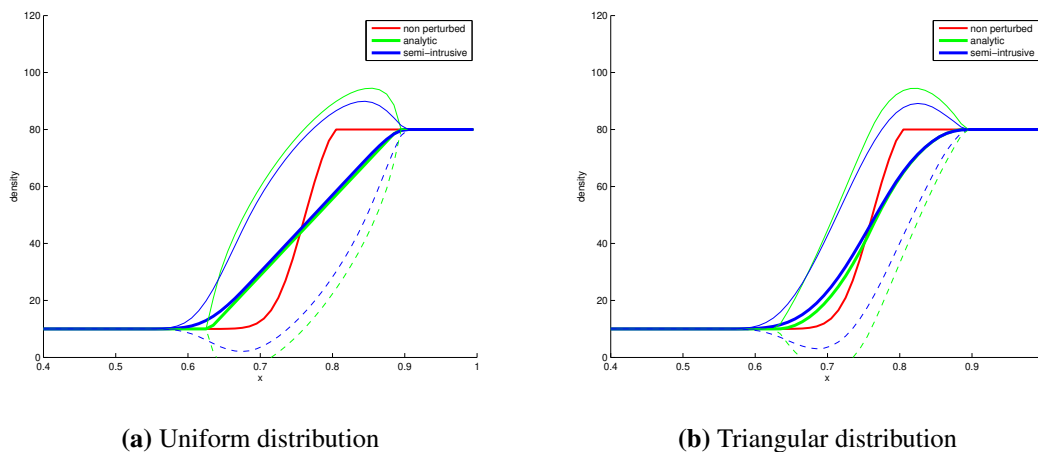 120
100
80
60
40
20
0
density
0.4 0.5 0.6 0.7 0.8 0.9 1
x
non perturbed
analytic
semi-intrusive
(a) Uniform distribution
120
100
80
60
40
20
0
density
0.4 0.5 0.6 0.7 0.8 0.9
x
non perturbed
analytic
semi-intrusive
(b) Triangular distribution